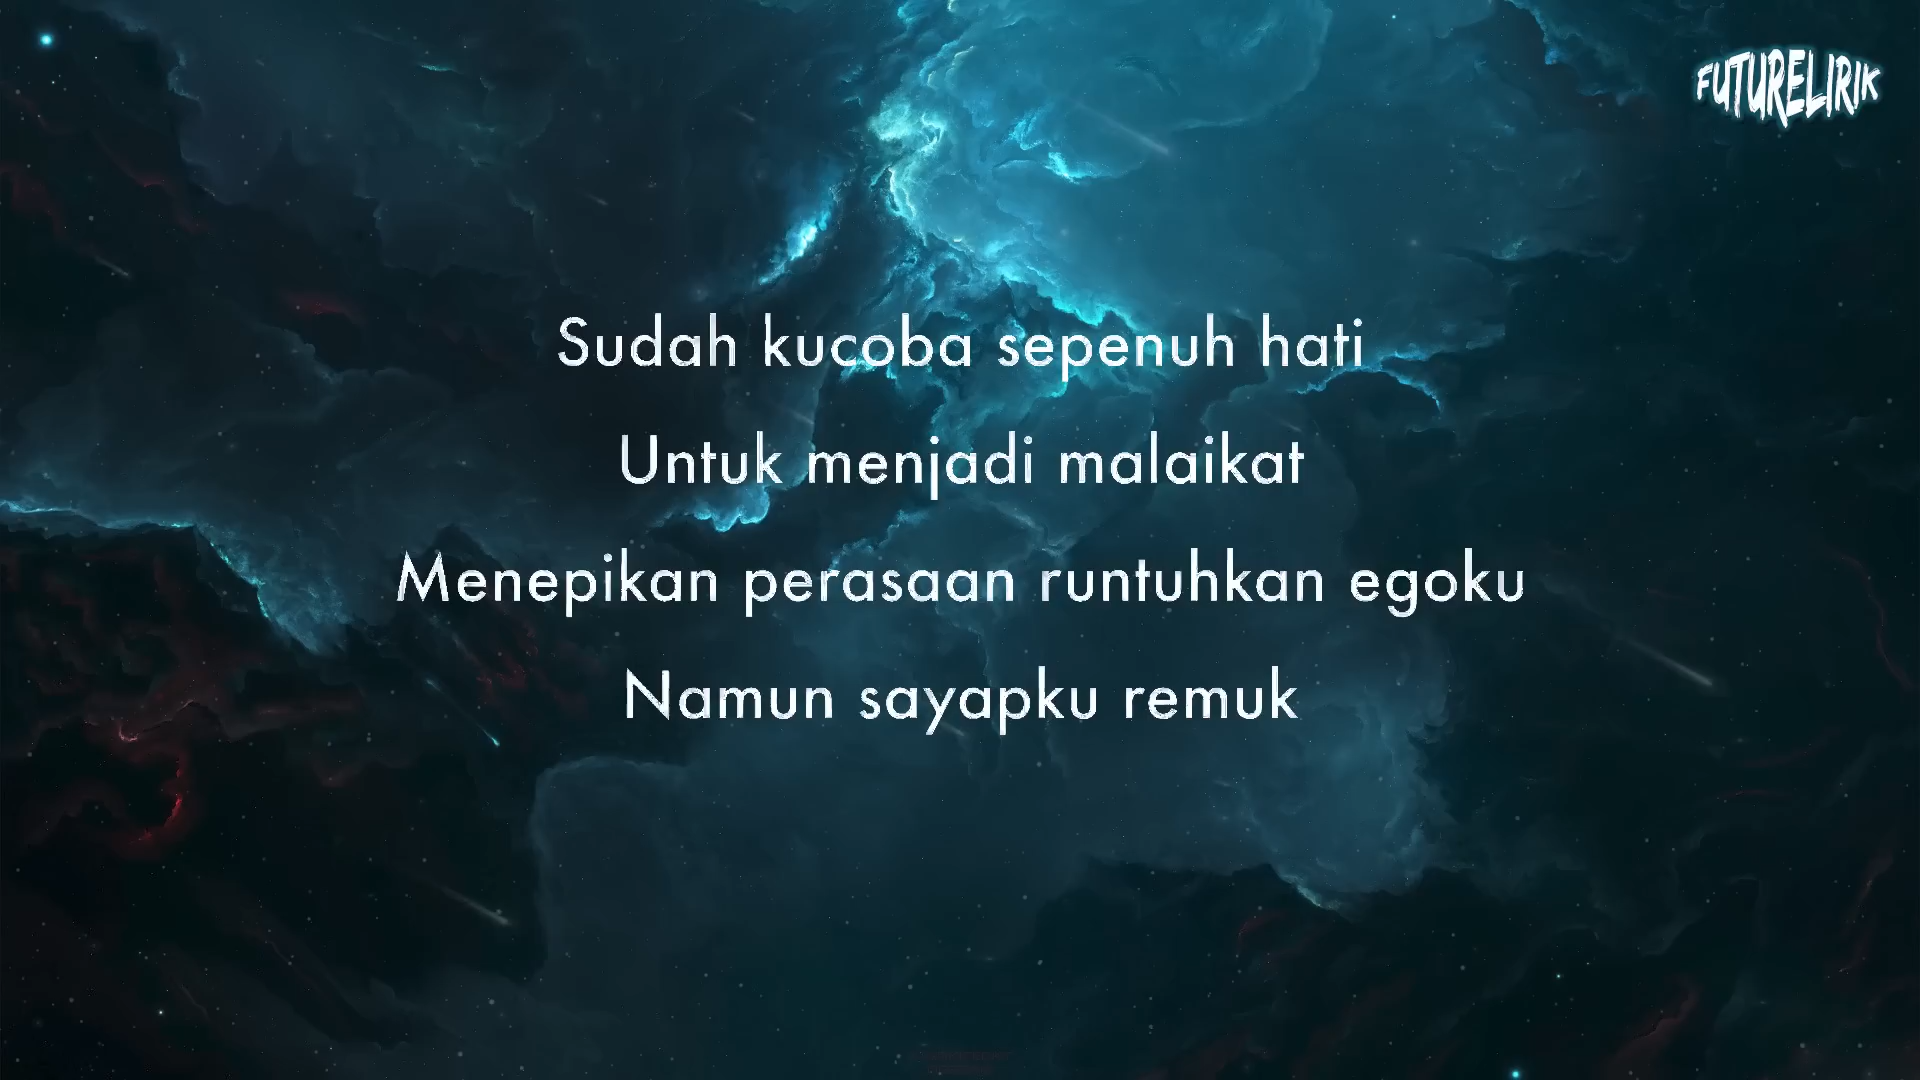 FUTURELIRIK
Sudah kucoba sepenuh hati
Untuk menjadi malaikat
Menepikan perasaan runtuhkan egoku
Namun sayapku remuk